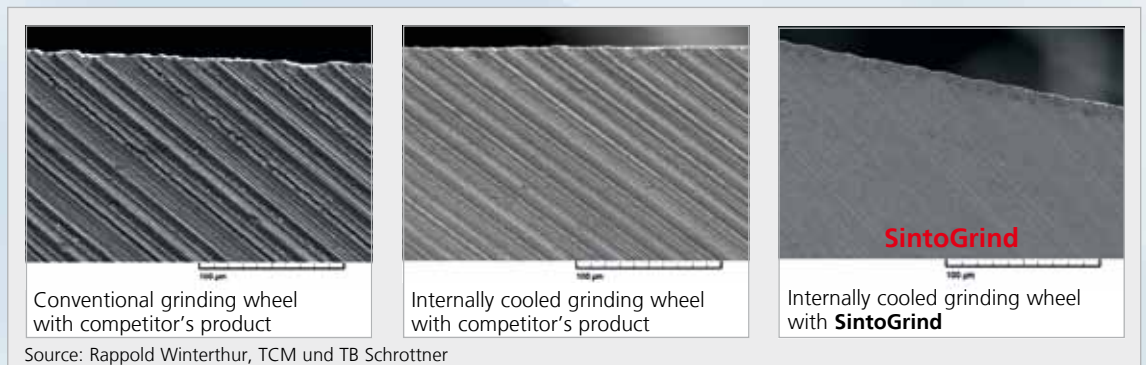 SintoGrind
100 µm
100 µm
100 µm
Conventional grinding wheel
with competitor's product
Internally cooled grinding wheel
with competitor's product
Internally cooled grinding wheel
with SintoGrind
Source: Rappold Winterthur, TCM und TB Schrottner